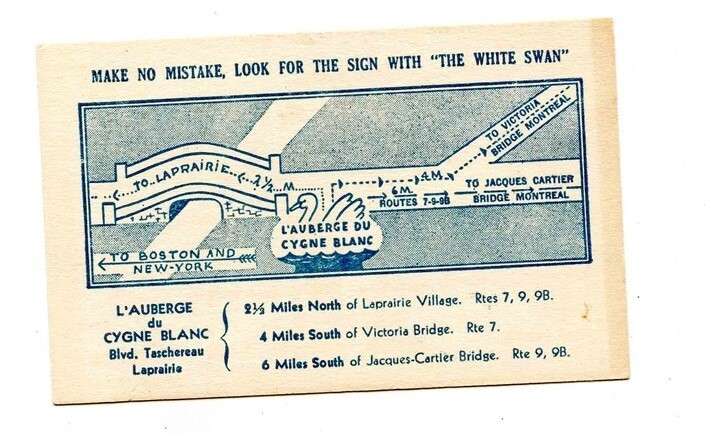 MAKE NO MISTAKE, LOOK FOR THE SIGN WITH "THE WHITE SWAN"
TO VICTORIA
BRIDGE MONTREAL
TO LAPRAIRIE 2½ M
4 M.
6 M.
ROUTES 7-9-9B
TO JACQUES CARTIER
BRIDGE MONTREAL
L'AUBERGE DU
CYGNE BLANC
TO BOSTON AND
NEW-YORK
L'AUBERGE
du
CYGNE BLANC
Blvd. Taschereau
Laprairie
2½ Miles North of Laprairie Village. Rtes 7, 9, 9B.
4 Miles South of Victoria Bridge. Rte 7.
6 Miles South of Jacques-Cartier Bridge. Rte 9, 9B.